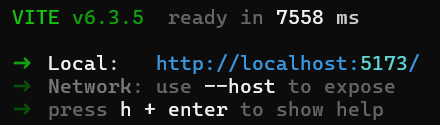 VITE v6.3.5  ready in 7558 ms
➜  Local:   http://localhost:5173/
➜  Network: use --host to expose
➜  press h + enter to show help